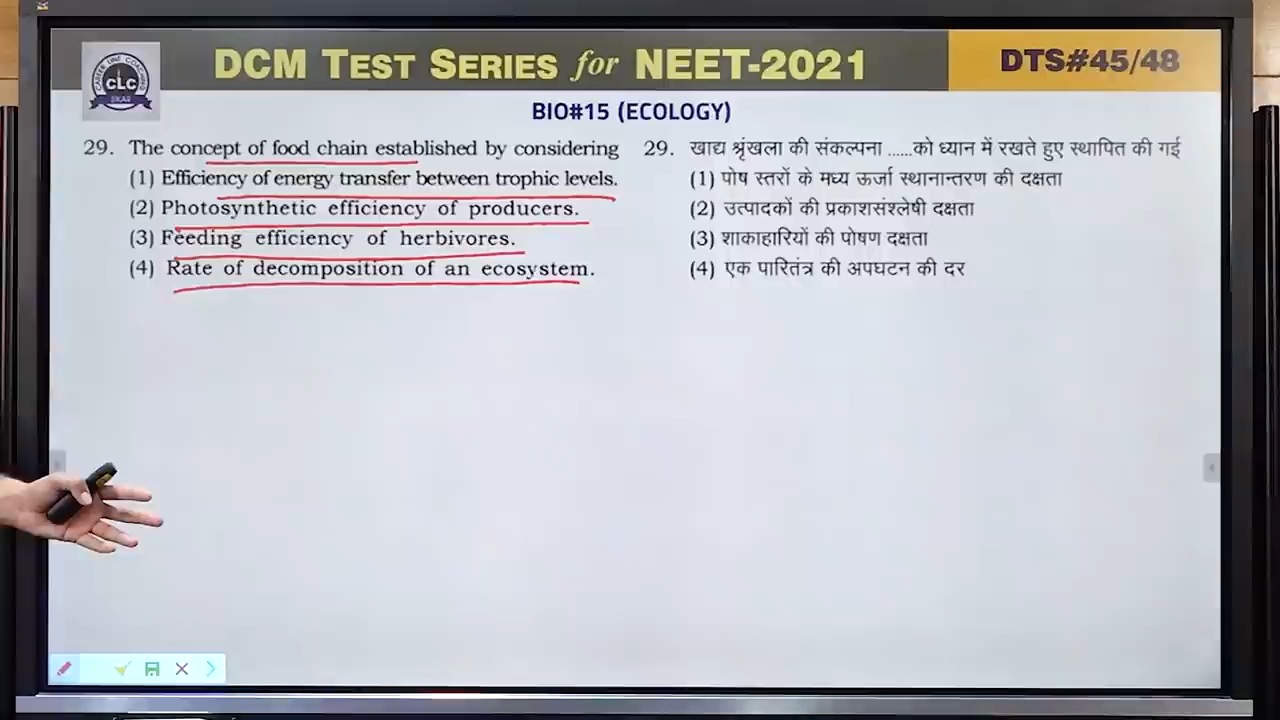 DCM TEST SERIES for NEET-2021
DTS#45/48
CLC
SIKAR
BIO#15 (ECOLOGY)
29. The concept of food chain established by considering
(1) Efficiency of energy transfer between trophic levels.
(2) Photosynthetic efficiency of producers.
(3) Feeding efficiency of herbivores.
(4) Rate of decomposition of an ecosystem.
29. खाद्य श्रृंखला की संकल्पना ......को ध्यान में रखते हुए स्थापित की गई
(1) पोष स्तरों के मध्य ऊर्जा स्थानान्तरण की दक्षता
(2) उत्पादकों की प्रकाशसंश्लेषी दक्षता
(3) शाकाहारियों की पोषण दक्षता
(4) एक पारितंत्र की अपघटन की दर